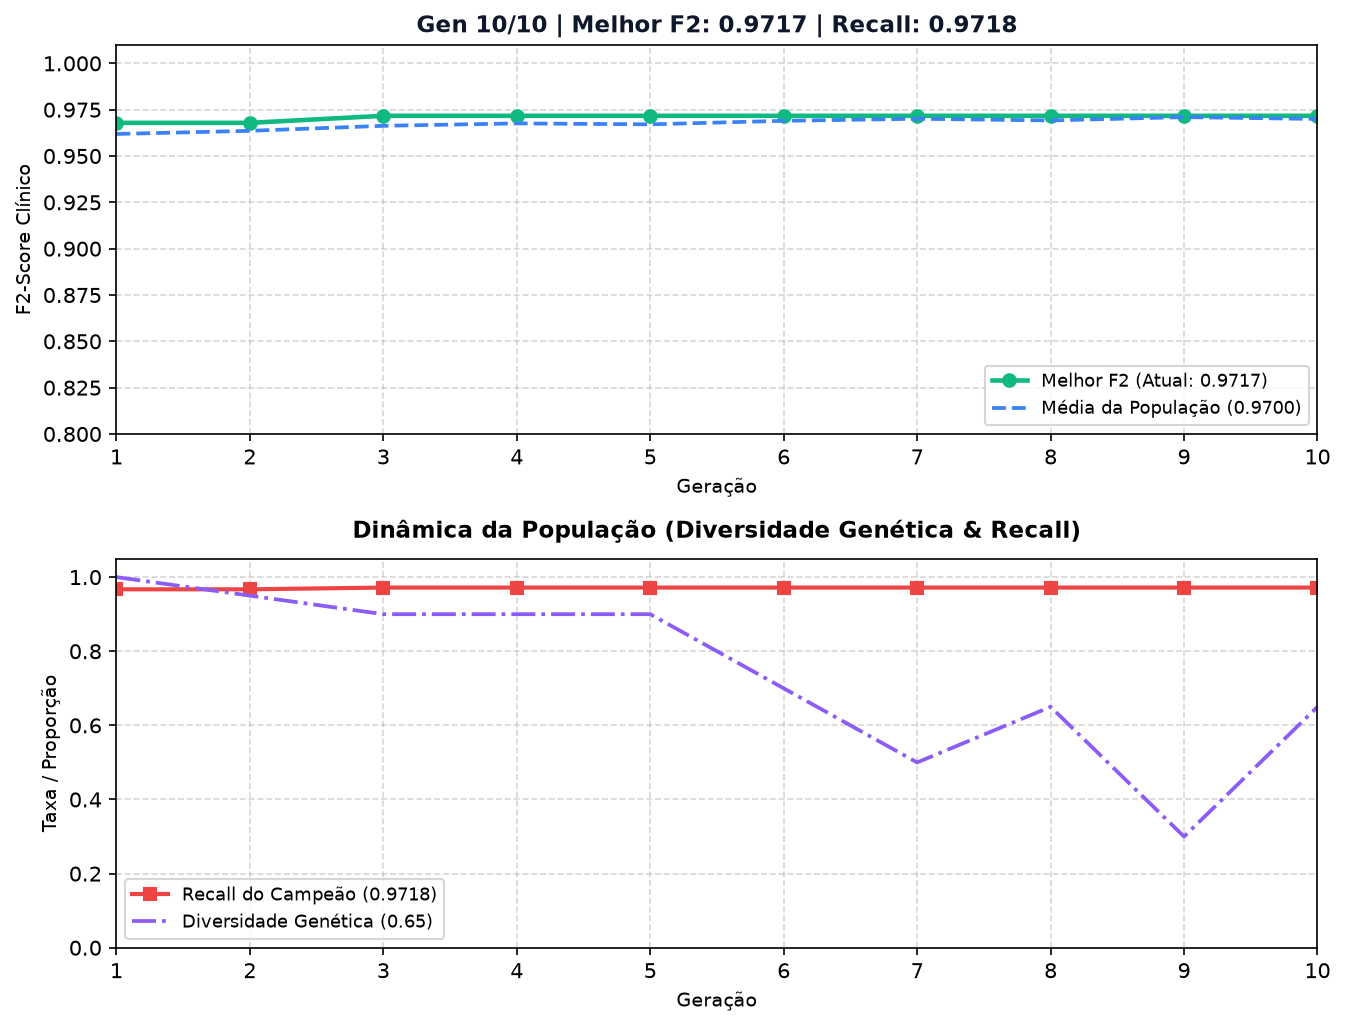 Gen 10/10 | Melhor F2: 0.9717 | Recall: 0.9718
F2-Score Clínico
1.000
0.975
0.950
0.925
0.900
0.875
0.850
0.825
0.800
Melhor F2 (Atual: 0.9717)
Média da População (0.9700)
1 2 3 4 5 6 7 8 9 10
Geração
Dinâmica da População (Diversidade Genética & Recall)
Taxa / Proporção
1.0
0.8
0.6
0.4
0.2
0.0
Recall do Campeão (0.9718)
Diversidade Genética (0.65)
1 2 3 4 5 6 7 8 9 10
Geração